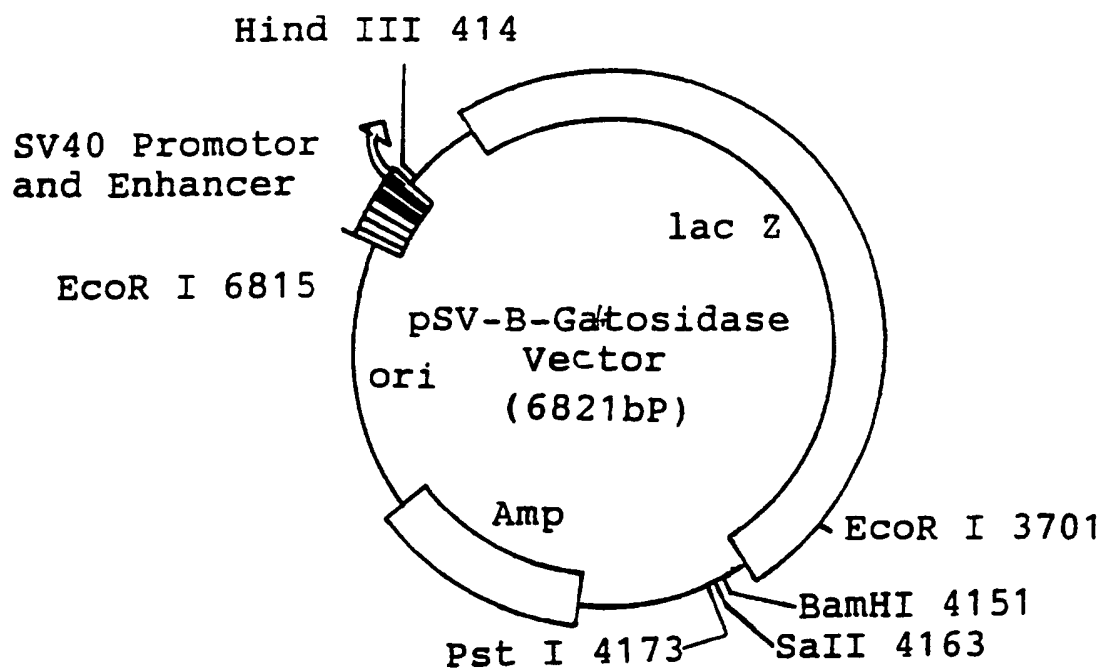 Hind III 414
SV40 Promotor
and Enhancer
lac Z
EcoR I 6815
pSV-B-Gatosidase
Vector
(6821bP)
ori
Amp
EcoR I 3701
BamHI 4151
SaII 4163
Pst I 4173